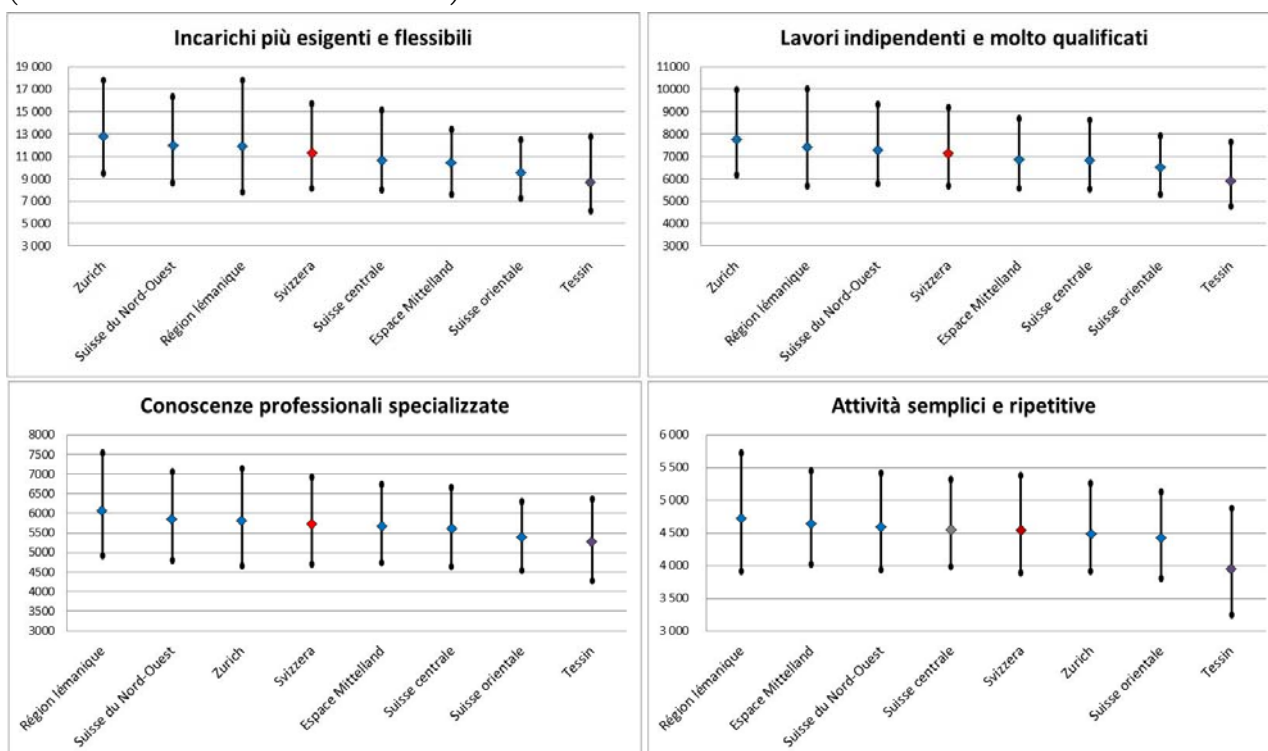 Incarichi più esigenti e flessibili
19 000
17 000
15 000
13 000
11 000
9 000
7 000
5 000
3 000
Zurich
Suisse du Nord-Ouest
Région lémanique
Svizzera
Suisse centrale
Espace Mittelland
Suisse orientale
Tessin
Lavori indipendenti e molto qualificati
11000
10000
9000
8000
7000
6000
5000
4000
3000
Zurich
Région lémanique
Suisse du Nord-Ouest
Svizzera
Espace Mittelland
Suisse centrale
Suisse orientale
Tessin
Conoscenze professionali specializzate
8000
7500
7000
6500
6000
5500
5000
4500
4000
3500
3000
Région lémanique
Suisse du Nord-Ouest
Zurich
Svizzera
Espace Mittelland
Suisse centrale
Suisse orientale
Tessin
Attività semplici e ripetitive
6 000
5 500
5 000
4 500
4 000
3 500
3 000
Région lémanique
Espace Mittelland
Suisse du Nord-Ouest
Suisse centrale
Svizzera
Zurich
Suisse orientale
Tessin